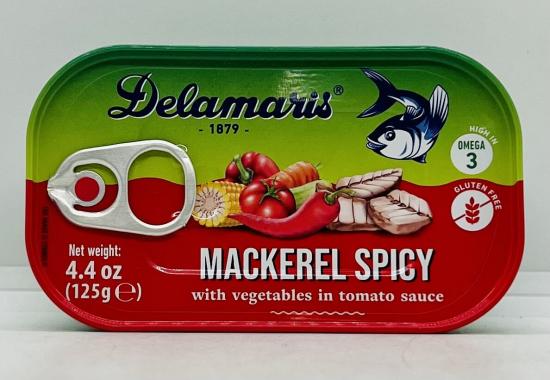 Delamaris®
- 1879 -
HIGH IN
OMEGA
3
GLUTEN FREE
Net weight:
4.4 oz
(125g ℮)
MACKEREL SPICY
with vegetables in tomato sauce